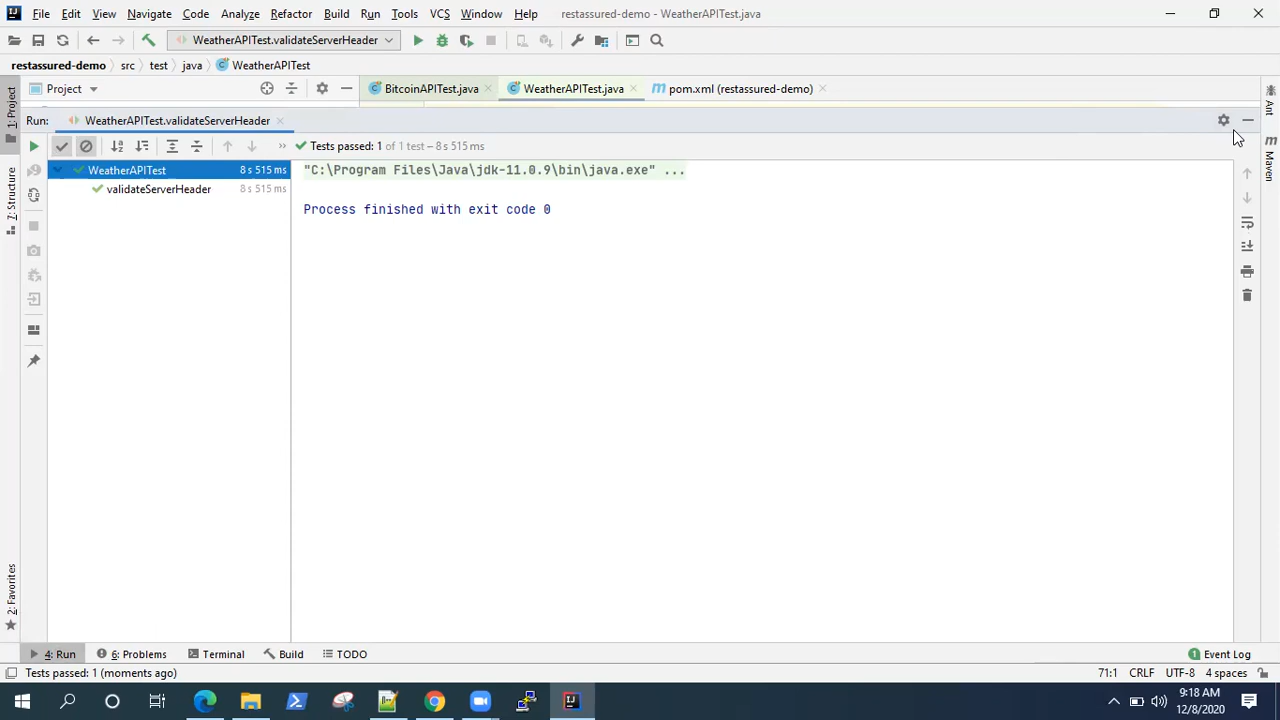 File Edit View Navigate Code Analyze Refactor Build Run Tools VCS Window Help restassured-demo - WeatherAPITest.java
WeatherAPITest.validateServerHeader
restassured-demo src test java WeatherAPITest
Project BitcoinAPITest.java WeatherAPITest.java pom.xml (restassured-demo)
1: Project
Ant
Run: WeatherAPITest.validateServerHeader
Tests passed: 1 of 1 test – 8 s 515 ms
Maven
WeatherAPITest 8 s 515 ms "C:\Program Files\Java\jdk-11.0.9\bin\java.exe" ...
validateServerHeader 8 s 515 ms
Z: Structure
Process finished with exit code 0
2: Favorites
4: Run 6: Problems Terminal Build TODO 1 Event Log
Tests passed: 1 (moments ago) 71:1 CRLF UTF-8 4 spaces
9:18 AM
12/8/2020